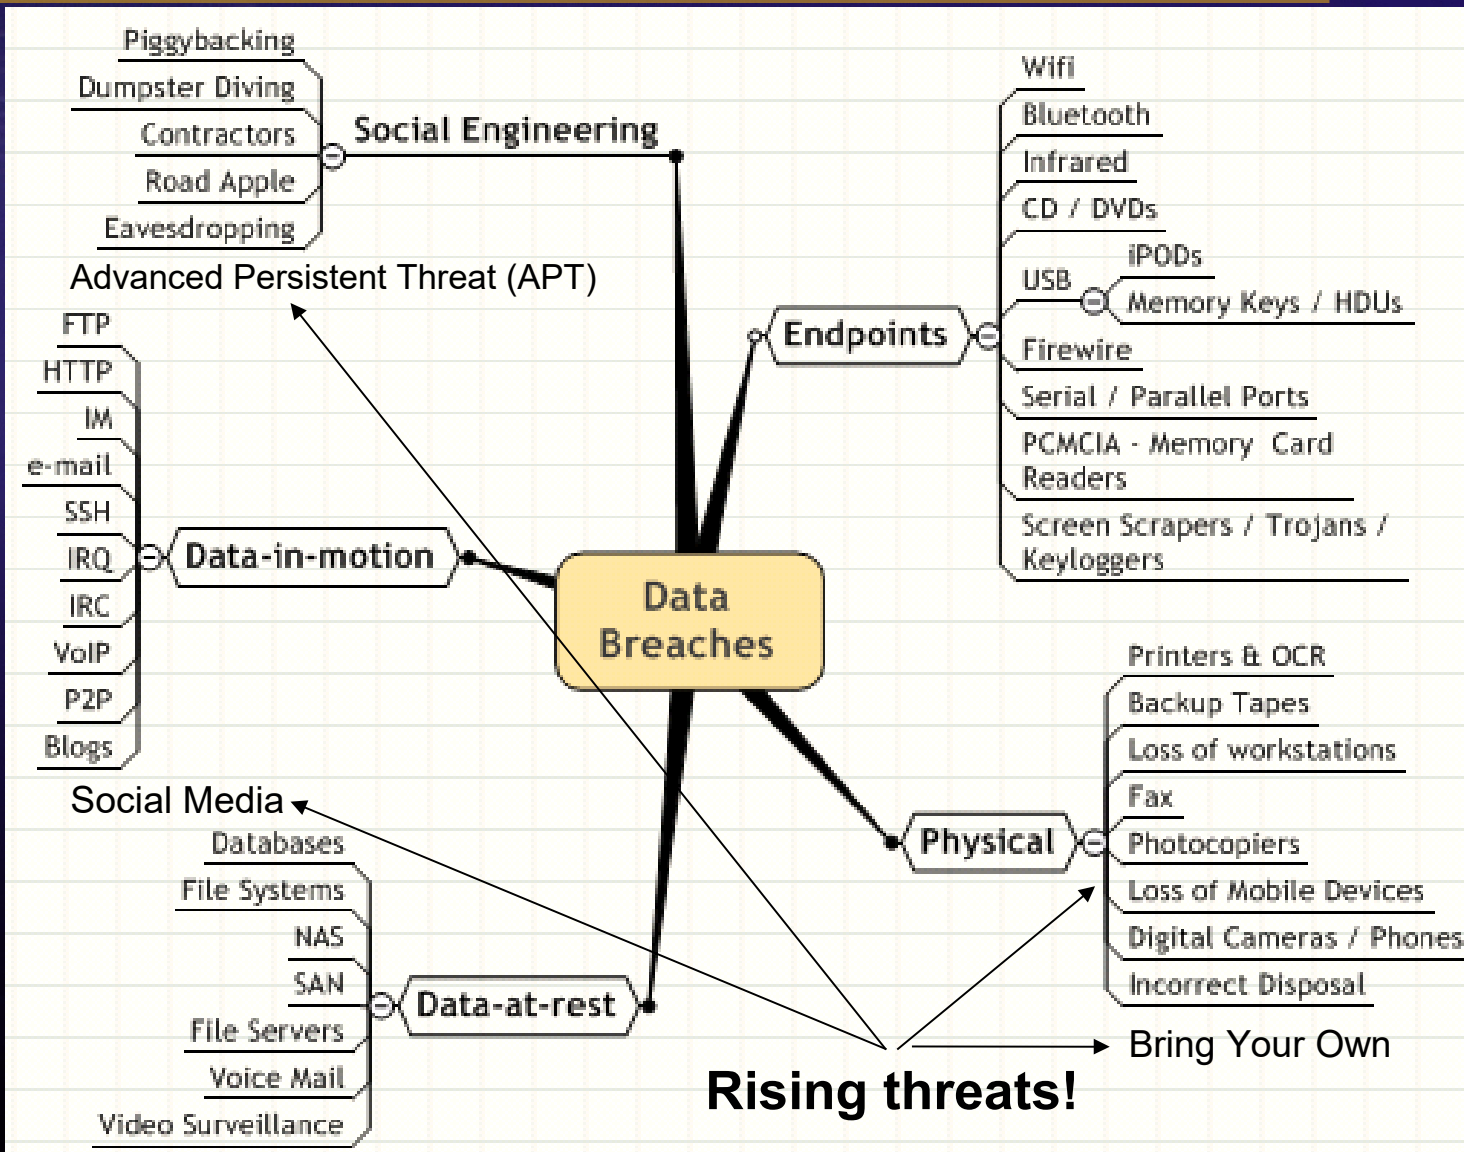 Piggybacking
Dumpster Diving
Contractors
Road Apple
Eavesdropping
Social Engineering
Advanced Persistent Threat (APT)
FTP
HTTP
IM
e-mail
SSH
IRQ
IRC
VoIP
P2P
Blogs
Data-in-motion
Social Media
Databases
File Systems
NAS
SAN
File Servers
Voice Mail
Video Surveillance
Data-at-rest
Data
Breaches
Endpoints
Wifi
Bluetooth
Infrared
CD / DVDs
USB
iPODs
Memory Keys / HDUs
Firewire
Serial / Parallel Ports
PCMCIA - Memory Card
Readers
Screen Scrapers / Trojans /
Keyloggers
Physical
Printers & OCR
Backup Tapes
Loss of workstations
Fax
Photocopiers
Loss of Mobile Devices
Digital Cameras / Phones
Incorrect Disposal
Bring Your Own
Rising threats!